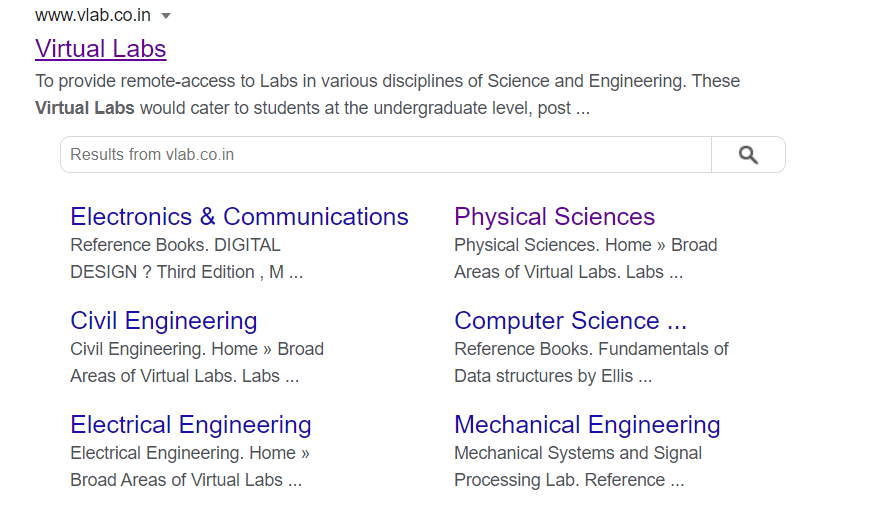 www.vlab.co.in
Virtual Labs
To provide remote-access to Labs in various disciplines of Science and Engineering. These
Virtual Labs would cater to students at the undergraduate level, post ...
Results from vlab.co.in
Electronics & Communications
Reference Books. DIGITAL
DESIGN ? Third Edition , M ...
Physical Sciences
Physical Sciences. Home » Broad
Areas of Virtual Labs. Labs ...
Civil Engineering
Civil Engineering. Home » Broad
Areas of Virtual Labs. Labs ...
Computer Science ...
Reference Books. Fundamentals of
Data structures by Ellis ...
Electrical Engineering
Electrical Engineering. Home »
Broad Areas of Virtual Labs ...
Mechanical Engineering
Mechanical Systems and Signal
Processing Lab. Reference ...